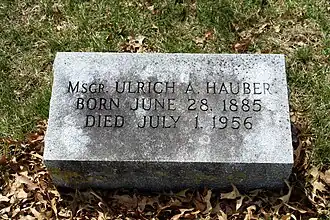 MSGR. ULRICH A. HAUBER
BORN JUNE 28, 1885
DIED JULY 1, 1956